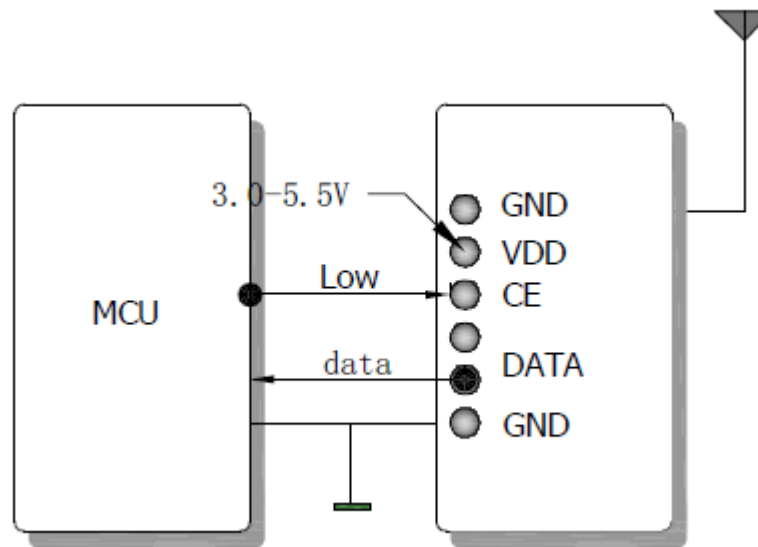 3.0-5.5V
GND
VDD
Low
CE
MCU
data
DATA
GND